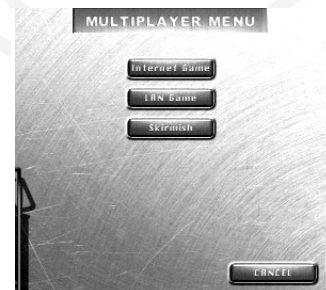 MULTIPLAYER MENU
Internet Game
LAN Game
Skirmish
CANCEL